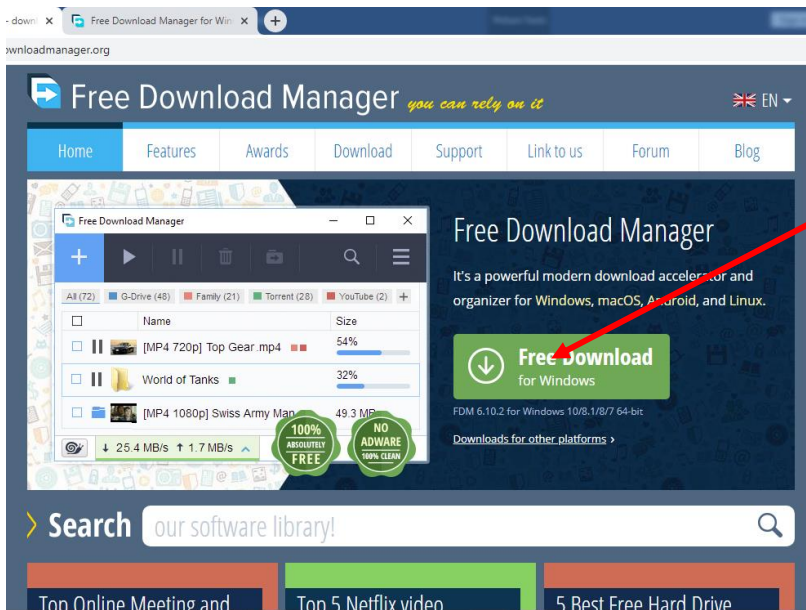 - down
Free Download Manager for Win
ownloadmanager.org
Free Download Manager you can rely on it
EN
Home Features Awards Download Support Link to us Forum Blog
Free Download Manager
All (72) G-Drive (48) Family (21) Torrent (28) YouTube (2) +
Name Size
[MP4 720p] Top Gear.mp4 54%
World of Tanks 32%
[MP4 1080p] Swiss Army Man 49.3 MB
25.4 MB/s 1.7 MB/s
100%
ABSOLUTELY
FREE
NO
ADWARE
100% CLEAN
Free Download Manager
It's a powerful modern download accelerator and
organizer for Windows, macOS, Android, and Linux.
Free Download
for Windows
FDM 6.10.2 for Windows 10/8.1/8/7 64-bit
Downloads for other platforms ›
Search our software library!
Top Online Meeting and
Top 5 Netflix video
5 Best Free Hard Drive